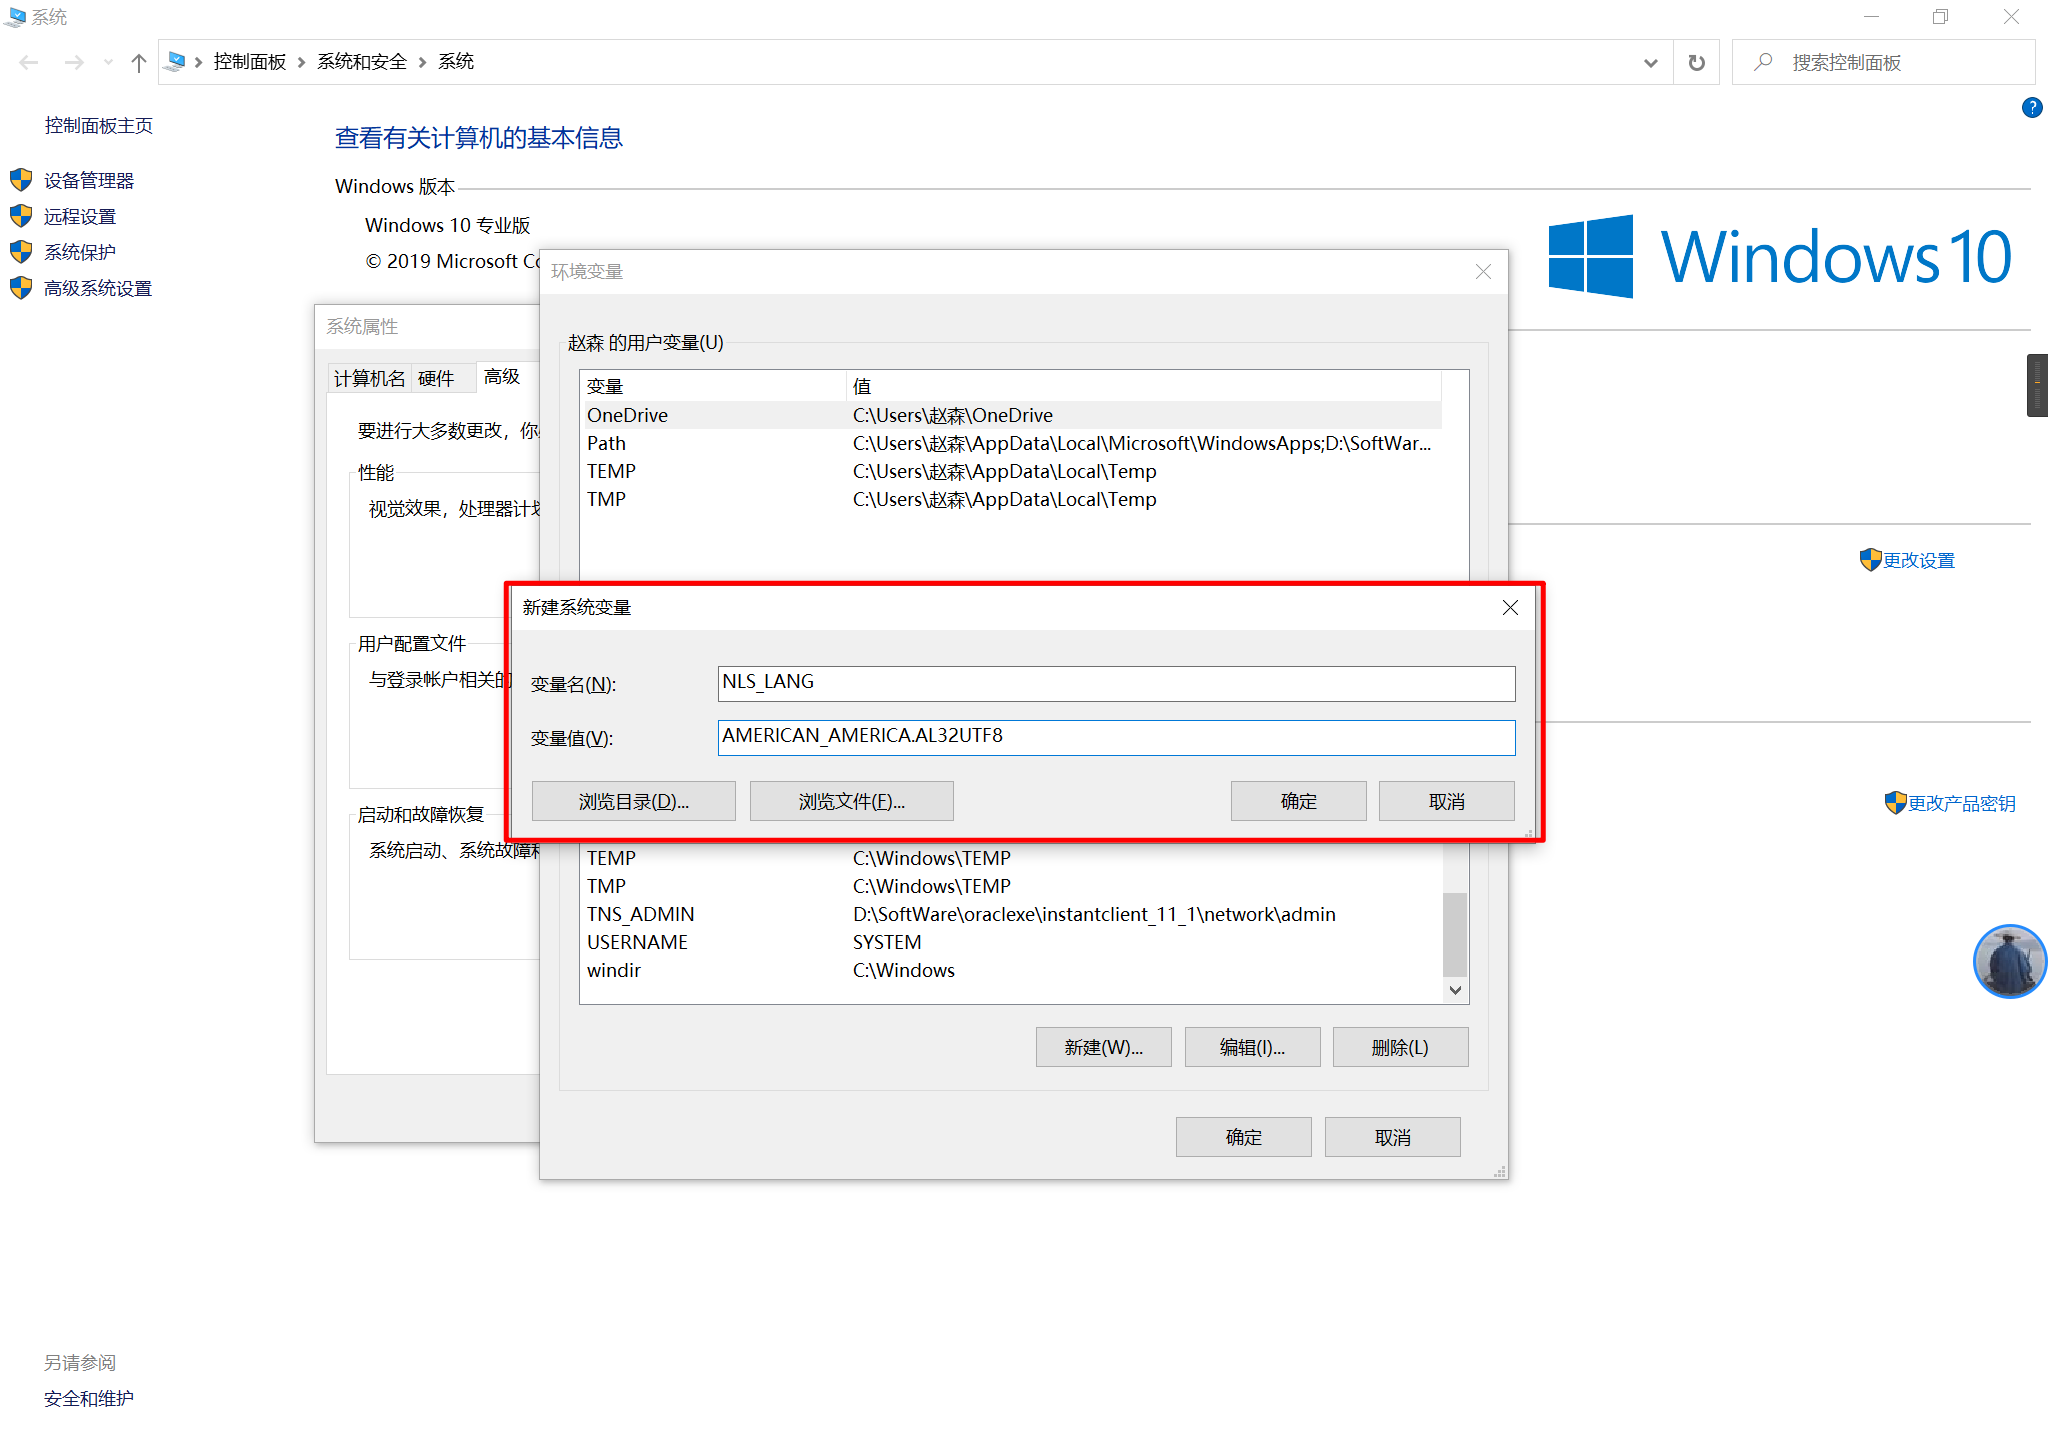 系统
控制面板 系统和安全 系统
搜索控制面板
控制面板主页
设备管理器
远程设置
系统保护
高级系统设置
查看有关计算机的基本信息
Windows 版本
Windows 10 专业版
© 2019 Microsoft Co
Windows 10
系统属性
计算机名 硬件 高级
要进行大多数更改，你
性能
视觉效果，处理器计
用户配置文件
与登录帐户相关的
启动和故障恢复
系统启动、系统故障
环境变量
赵森 的用户变量(U)
变量 值
OneDrive C:\Users\赵森\OneDrive
Path C:\Users\赵森\AppData\Local\Microsoft\WindowsApps;D:\SoftWar...
TEMP C:\Users\赵森\AppData\Local\Temp
TMP C:\Users\赵森\AppData\Local\Temp
新建系统变量
变量名(N): NLS_LANG
变量值(V): AMERICAN_AMERICA.AL32UTF8
浏览目录(D)... 浏览文件(F)... 确定 取消
TEMP C:\Windows\TEMP
TMP C:\Windows\TEMP
TNS_ADMIN D:\SoftWare\oraclexe\instantclient_11_1\network\admin
USERNAME SYSTEM
windir C:\Windows
新建(W)... 编辑(I)... 删除(L)
确定 取消
更改设置
更改产品密钥
另请参阅
安全和维护